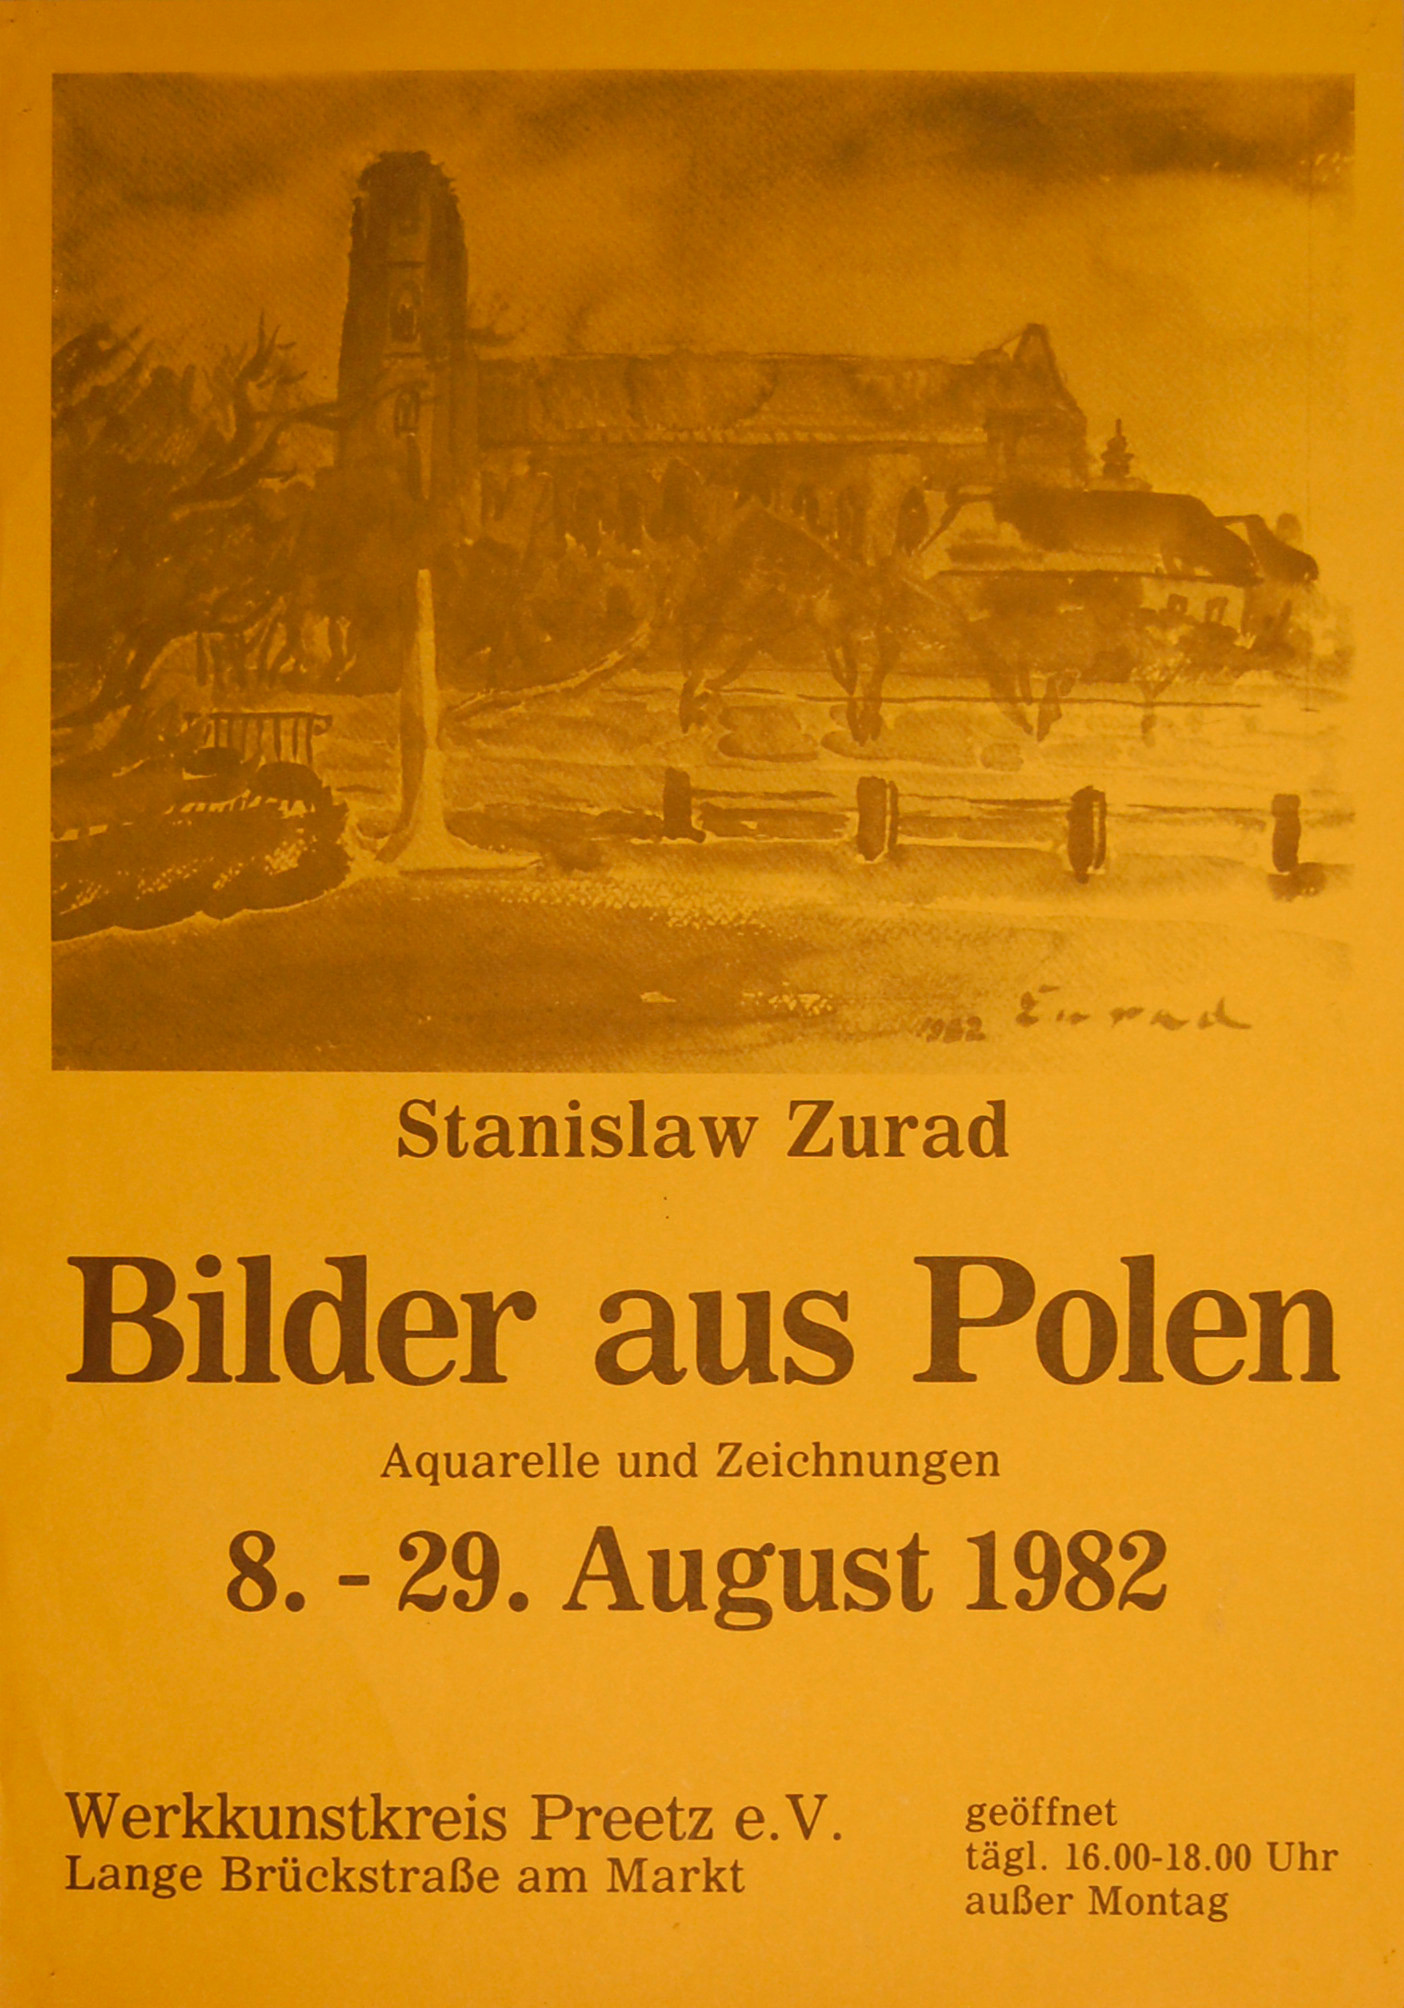 1982 Zurad
Stanislaw Zurad
Bilder aus Polen
Aquarelle und Zeichnungen
8. - 29. August 1982
Werkkunstkreis Preetz e.V.
Lange Brückstraße am Markt
geöffnet
tägl. 16.00-18.00 Uhr
außer Montag